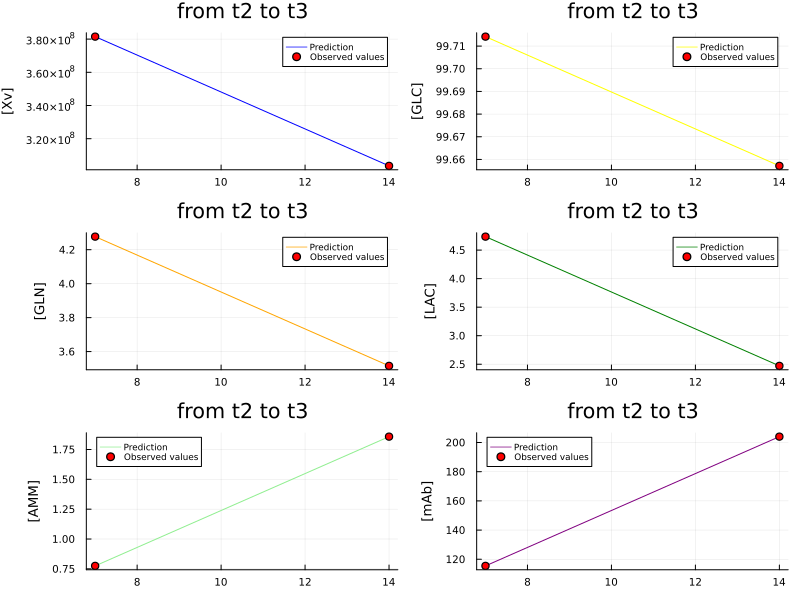 from t2 to t3
[Xv]
3.80×10⁸
3.60×10⁸
3.40×10⁸
3.20×10⁸
Prediction
Observed values
8 10 12 14
from t2 to t3
[GLC]
99.71
99.70
99.69
99.68
99.67
99.66
Prediction
Observed values
8 10 12 14
from t2 to t3
[GLN]
4.2
4.0
3.8
3.6
Prediction
Observed values
8 10 12 14
from t2 to t3
[LAC]
4.5
4.0
3.5
3.0
2.5
Prediction
Observed values
8 10 12 14
from t2 to t3
[AMM]
1.75
1.50
1.25
1.00
0.75
Prediction
Observed values
8 10 12 14
from t2 to t3
[mAb]
200
180
160
140
120
Prediction
Observed values
8 10 12 14